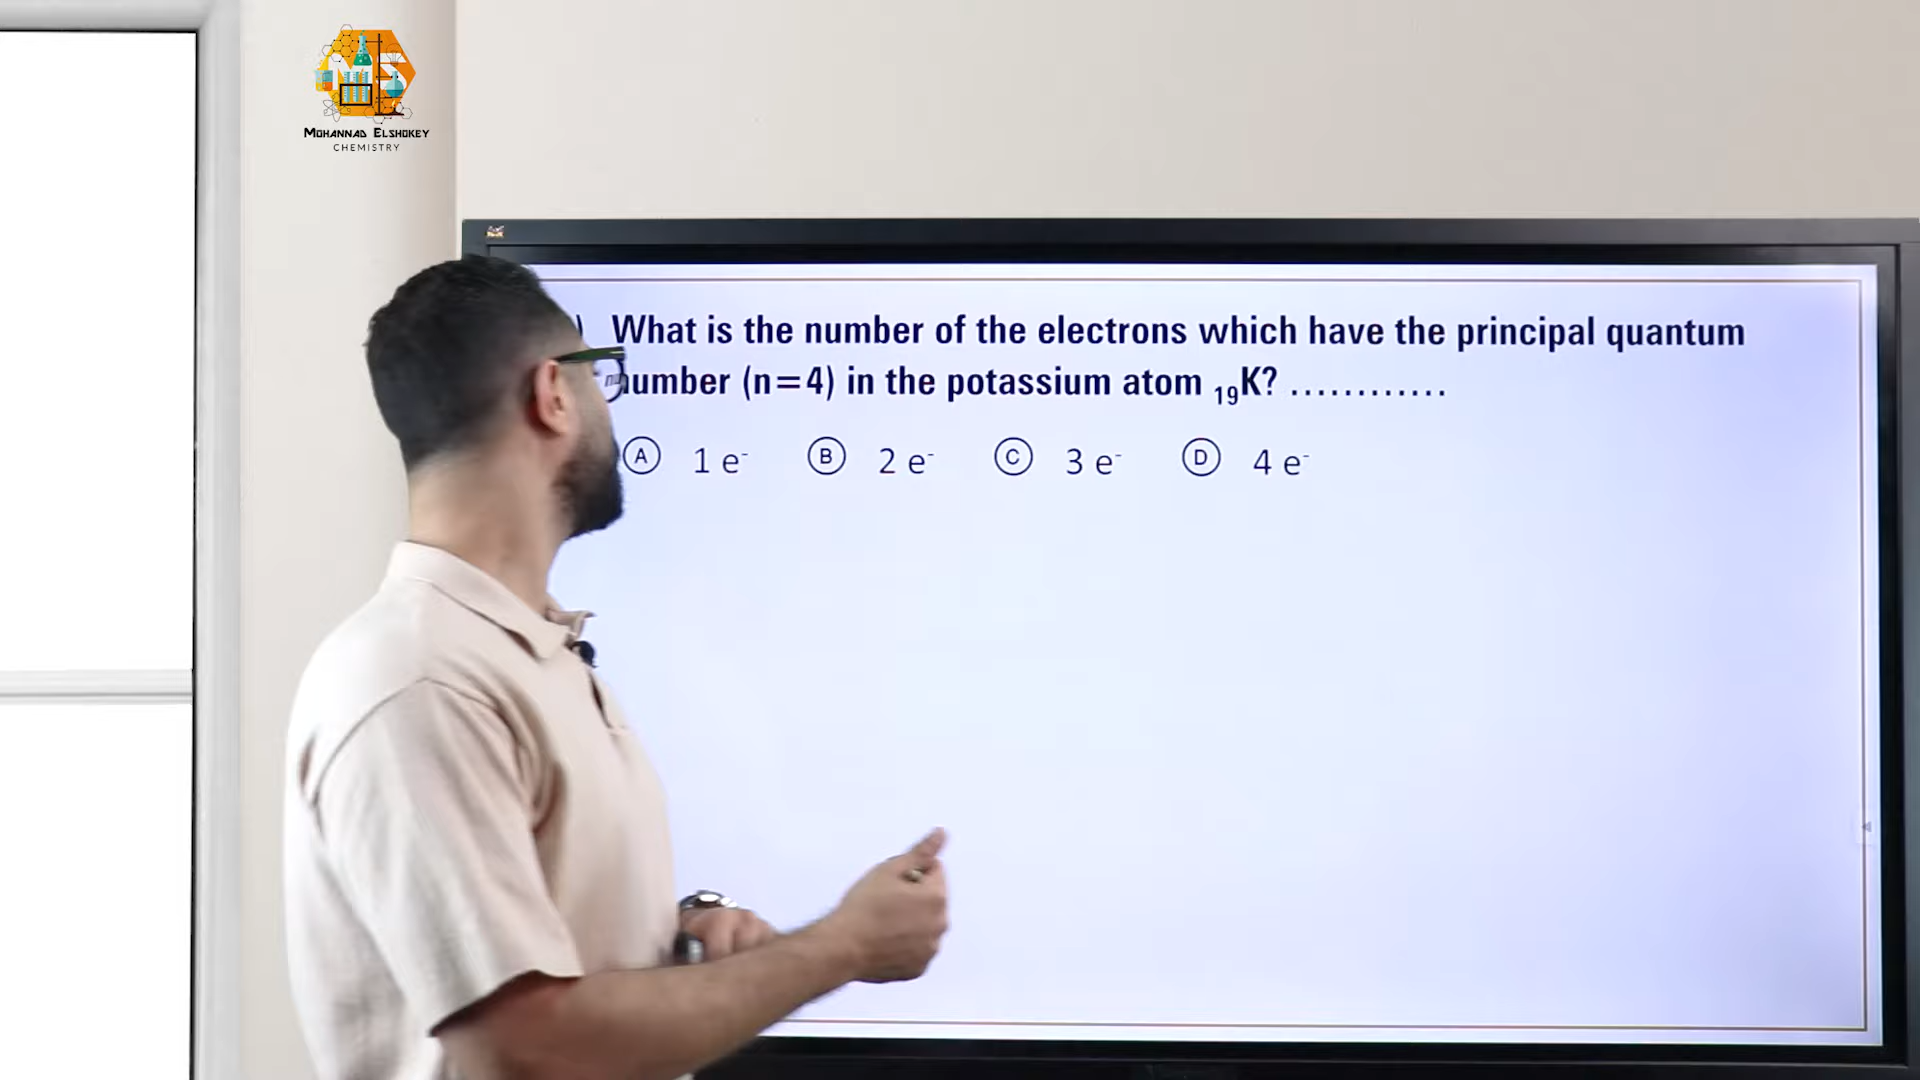 MOHANNAD ELSHOKEY
CHEMISTRY
) What is the number of the electrons which have the principal quantum
number (n=4) in the potassium atom ₁₉K? ............
A 1 e⁻ B 2 e⁻ C 3 e⁻ D 4 e⁻